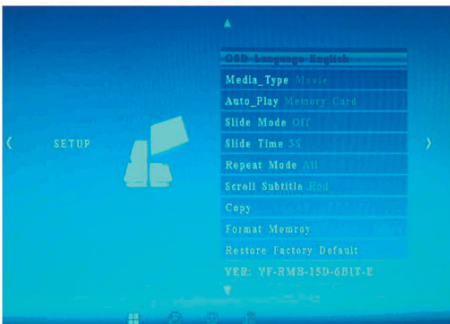 OSD Language English
Media_Type Movie
Auto_Play Memory Card
Slide Mode Off
SETUP
Slide Time 3S
Repeat Mode All
Scroll Subtitle Red
Copy
Format Memroy
Restore Factory Default
VER: YF-RMB-15D-6BIT-E